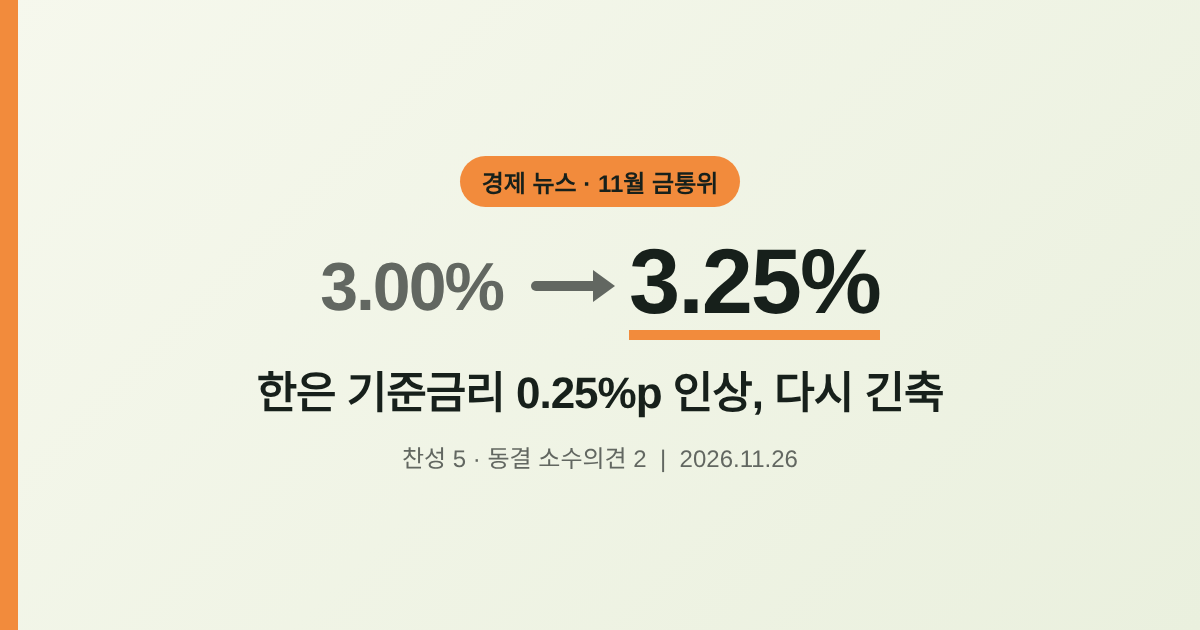 경제 뉴스 · 11월 금통위
3.00% → 3.25%
한은 기준금리 0.25%p 인상, 다시 긴축
찬성 5 · 동결 소수의견 2 | 2026.11.26